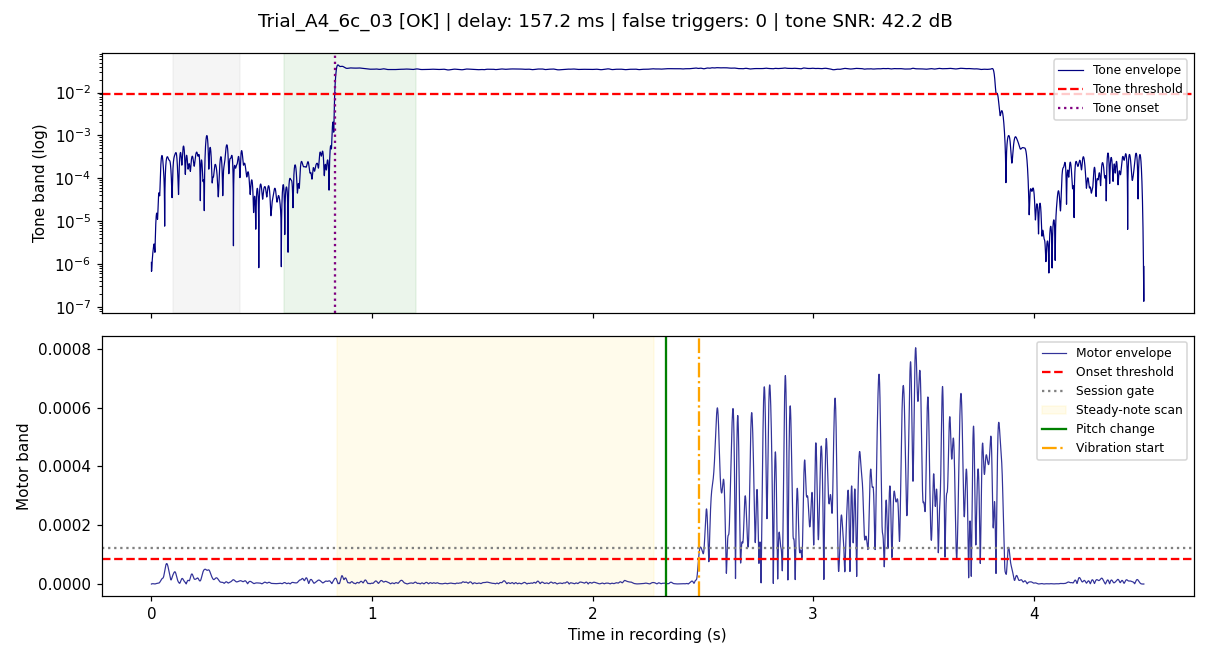 Trial_A4_6c_03 [OK] | delay: 157.2 ms | false triggers: 0 | tone SNR: 42.2 dB
Tone band (log)
10⁻²
10⁻³
10⁻⁴
10⁻⁵
10⁻⁶
10⁻⁷
Tone envelope
Tone threshold
Tone onset
Motor band
0.0008
0.0006
0.0004
0.0002
0.0000
Motor envelope
Onset threshold
Session gate
Steady-note scan
Pitch change
Vibration start
0 1 2 3 4
Time in recording (s)